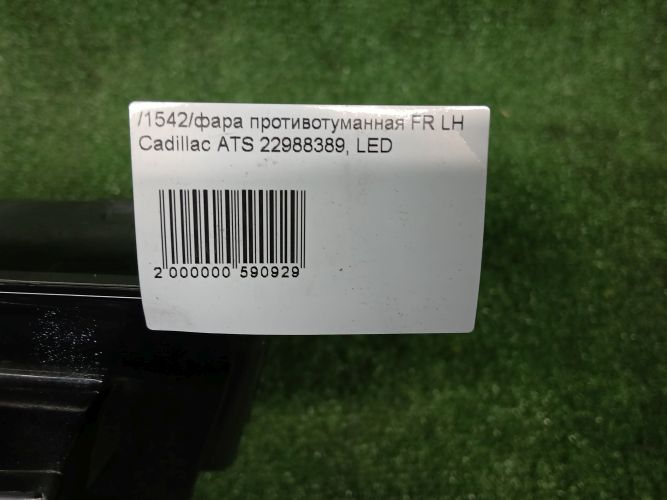 /1542/фара противотуманная FR LH
Cadillac ATS 22988389, LED
2 000000 590929